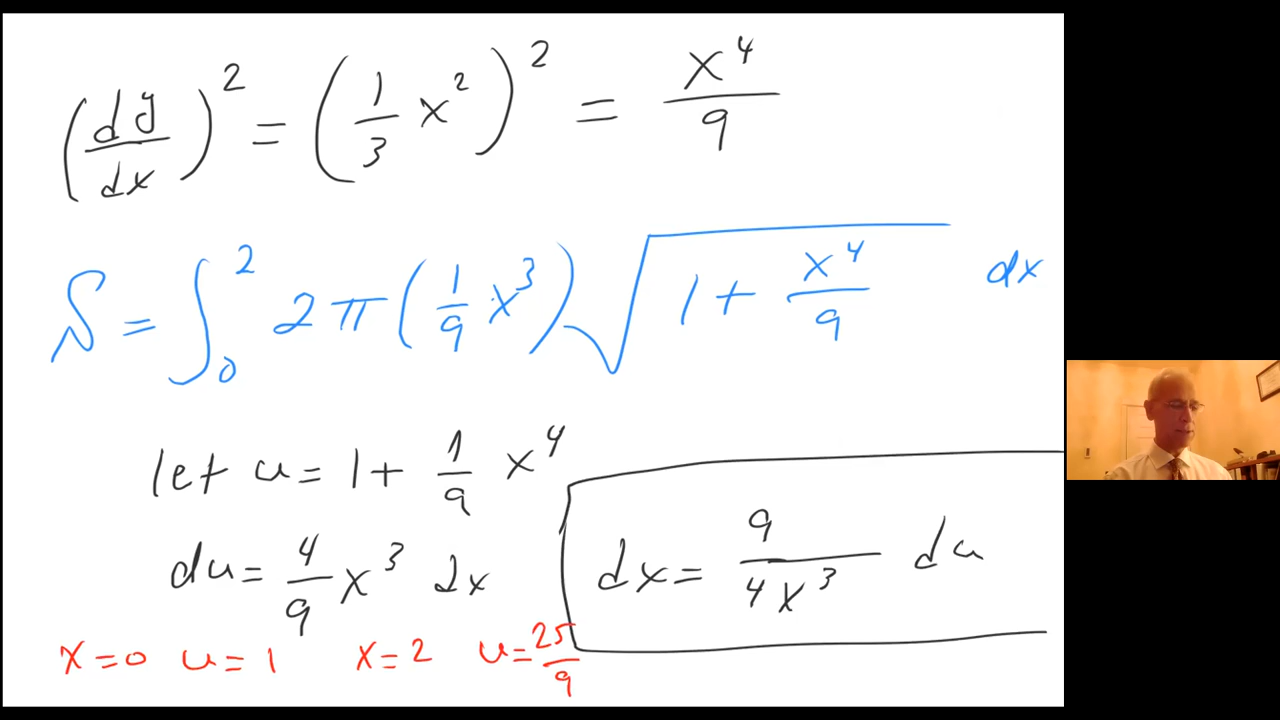 (dy/dx)² = (1/3 x²)² = x⁴/9
S = ∫₀² 2π(1/9 x³)√(1 + x⁴/9) dx
let u = 1 + 1/9 x⁴
du = 4/9 x³ dx
dx = 9/(4x³) du
x = 0 u = 1 x = 2 u = 25/9